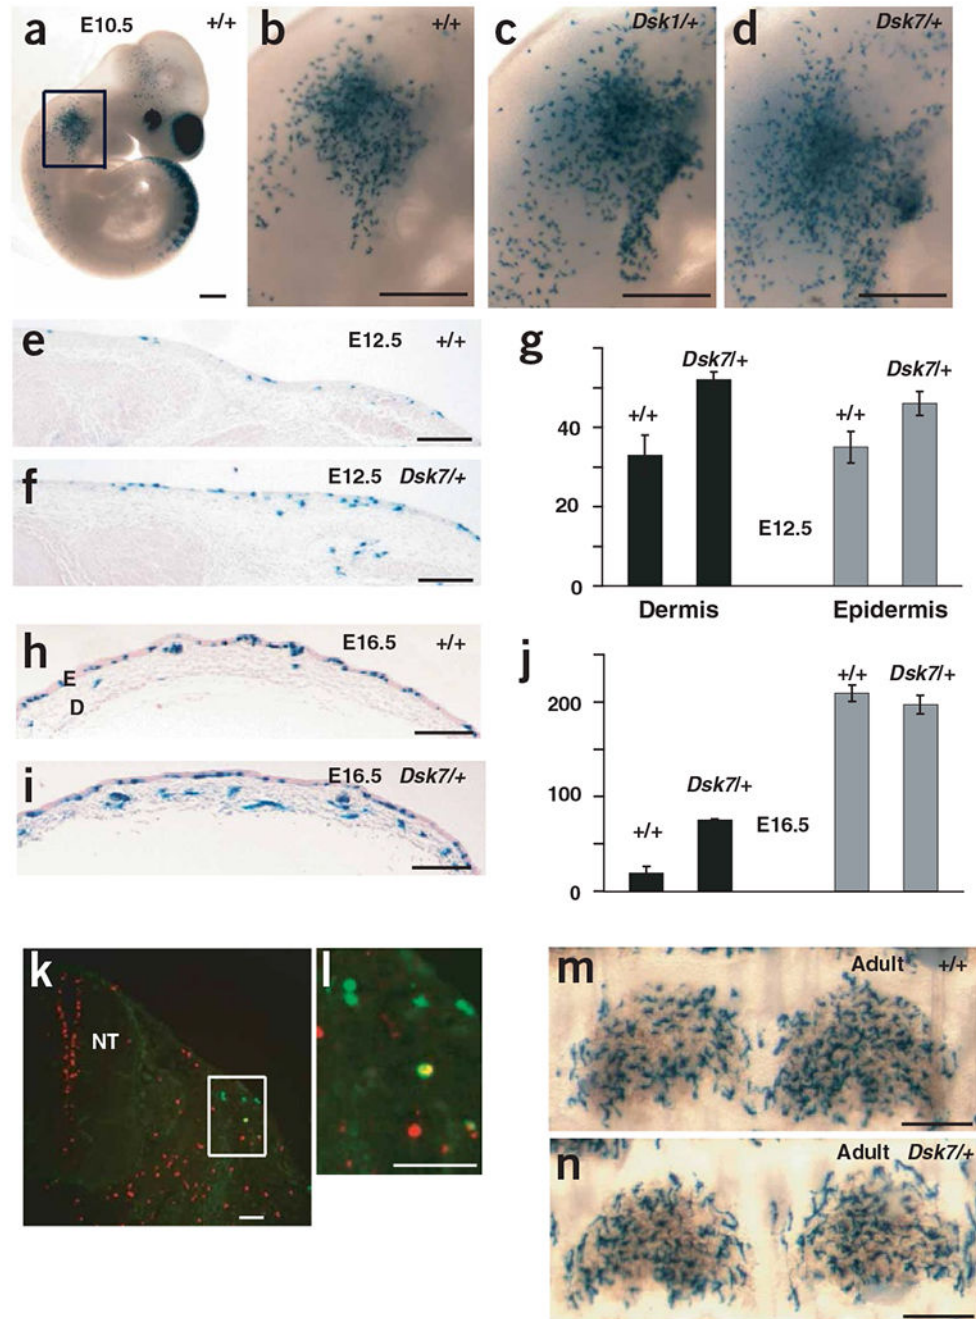 a E10.5 +/+
b +/+
c Dsk1/+
d Dsk7/+
e E12.5 +/+
f E12.5 Dsk7/+
g
40
20
0
+/+
Dsk7/+
+/+
Dsk7/+
E12.5
Dermis
Epidermis
h E16.5 +/+
E
D
i E16.5 Dsk7/+
j
200
100
0
+/+
Dsk7/+
+/+
Dsk7/+
E16.5
k
NT
l
m Adult +/+
n Adult Dsk7/+